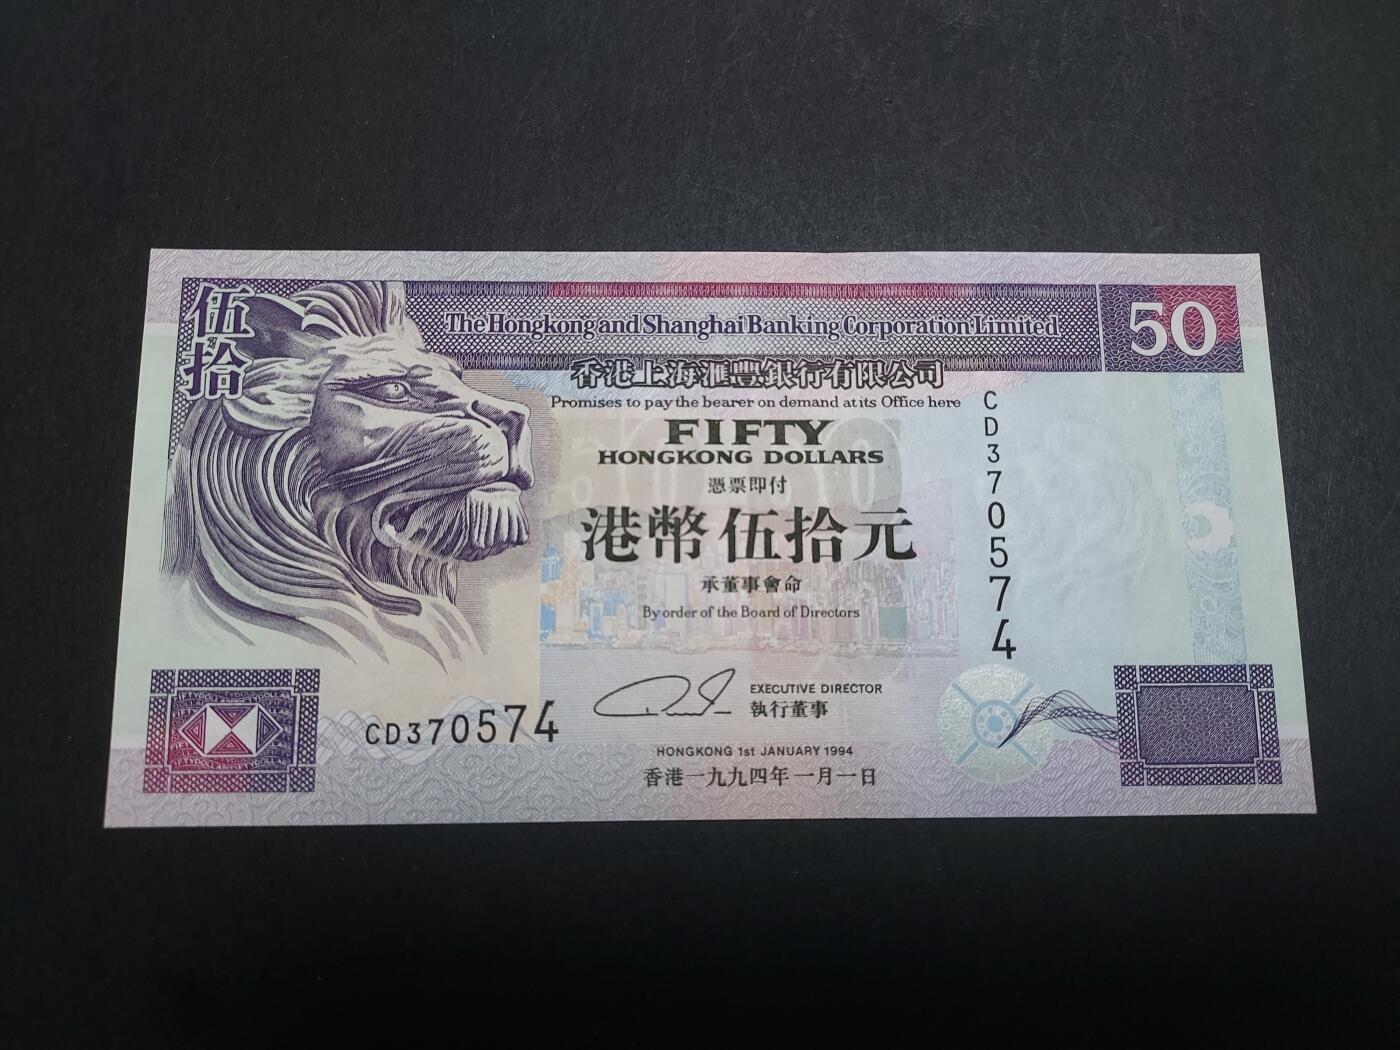 伍拾
The Hongkong and Shanghai Banking Corporation Limited
50
香港上海滙豐銀行有限公司
Promises to pay the bearer on demand at its Office here
FIFTY
HONGKONG DOLLARS
憑票即付
港幣伍拾元
承董事會命
By order of the Board of Directors
CD370574
EXECUTIVE DIRECTOR
執行董事
CD370574
HONGKONG 1st JANUARY 1994
香港一九九四年一月一日